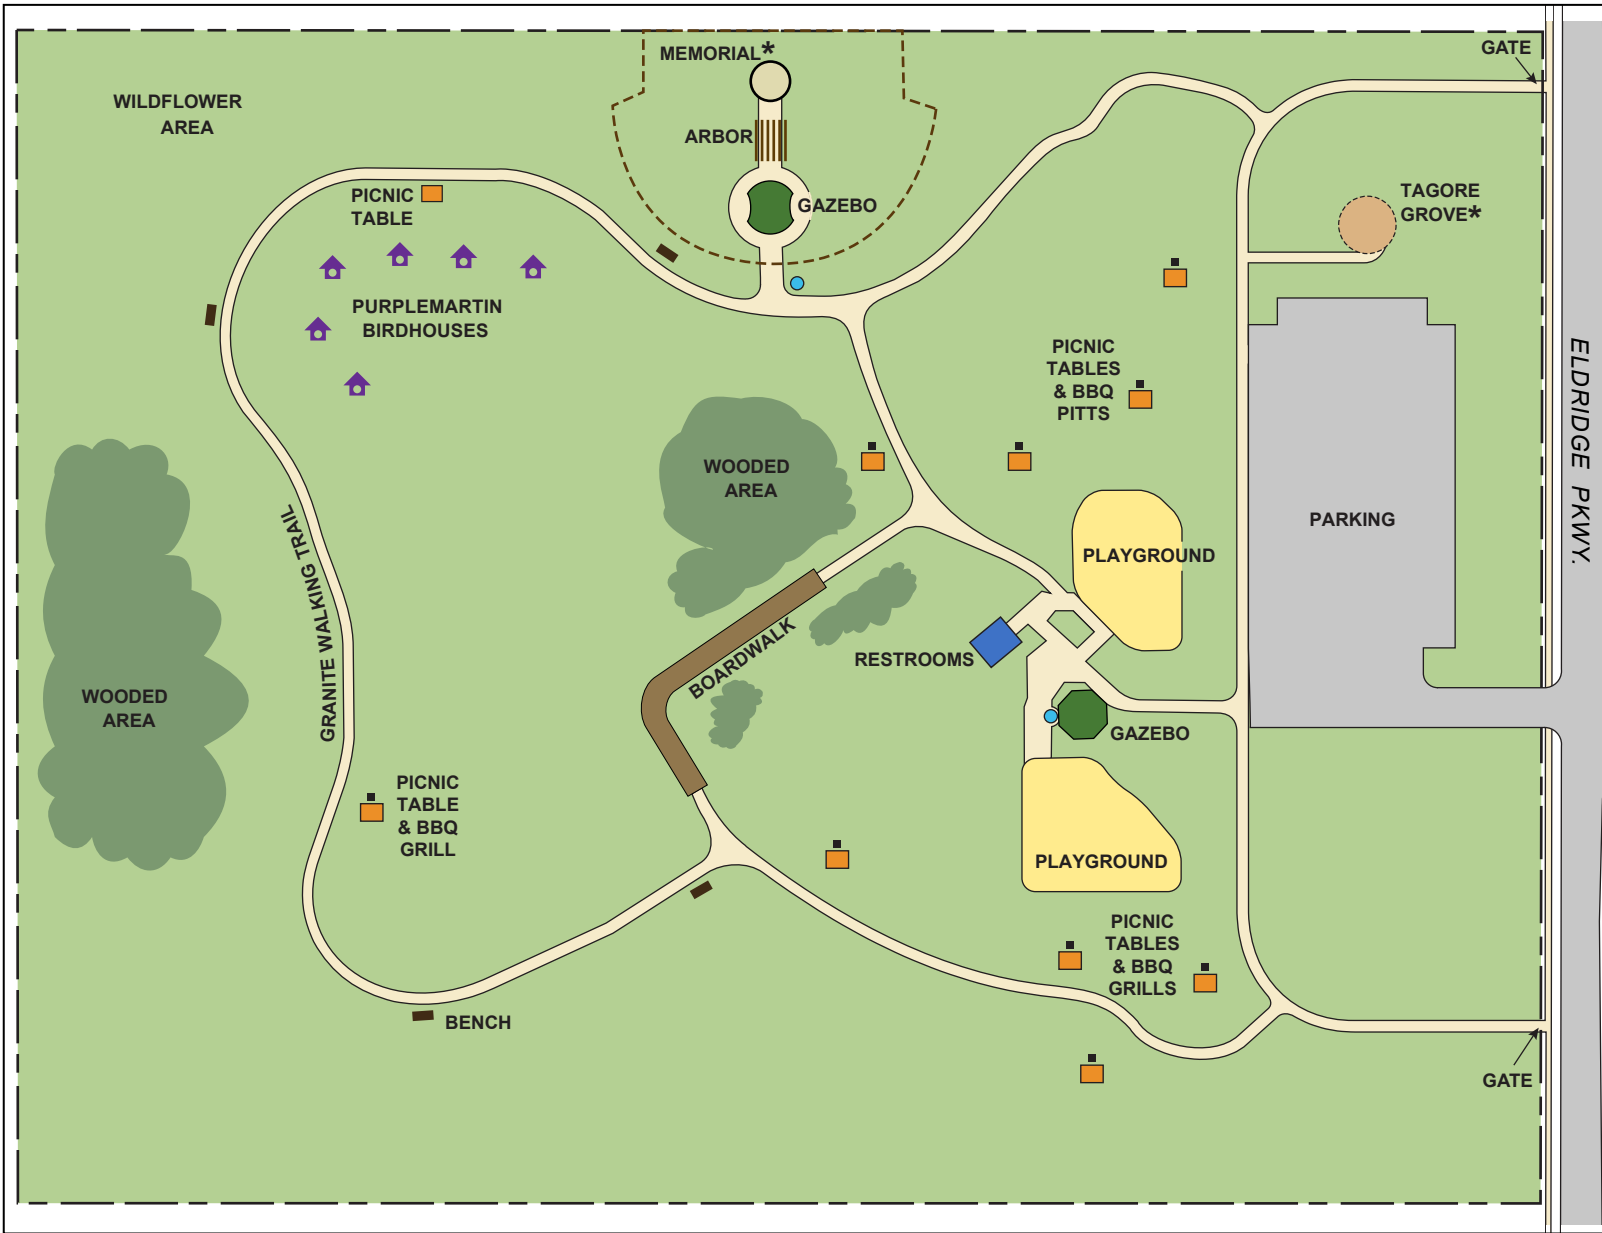 MEMORIAL*
GATE
WILDFLOWER
AREA
ARBOR
PICNIC
TABLE
GAZEBO
TAGORE
GROVE*
PURPLEMARTIN
BIRDHOUSES
PICNIC
TABLES
& BBQ
PITTS
ELDRIDGE PKWY.
WOODED
AREA
PARKING
PLAYGROUND
GRANITE WALKING TRAIL
BOARDWALK
RESTROOMS
WOODED
AREA
GAZEBO
PICNIC
TABLE
& BBQ
GRILL
PLAYGROUND
PICNIC
TABLES
& BBQ
GRILLS
BENCH
GATE